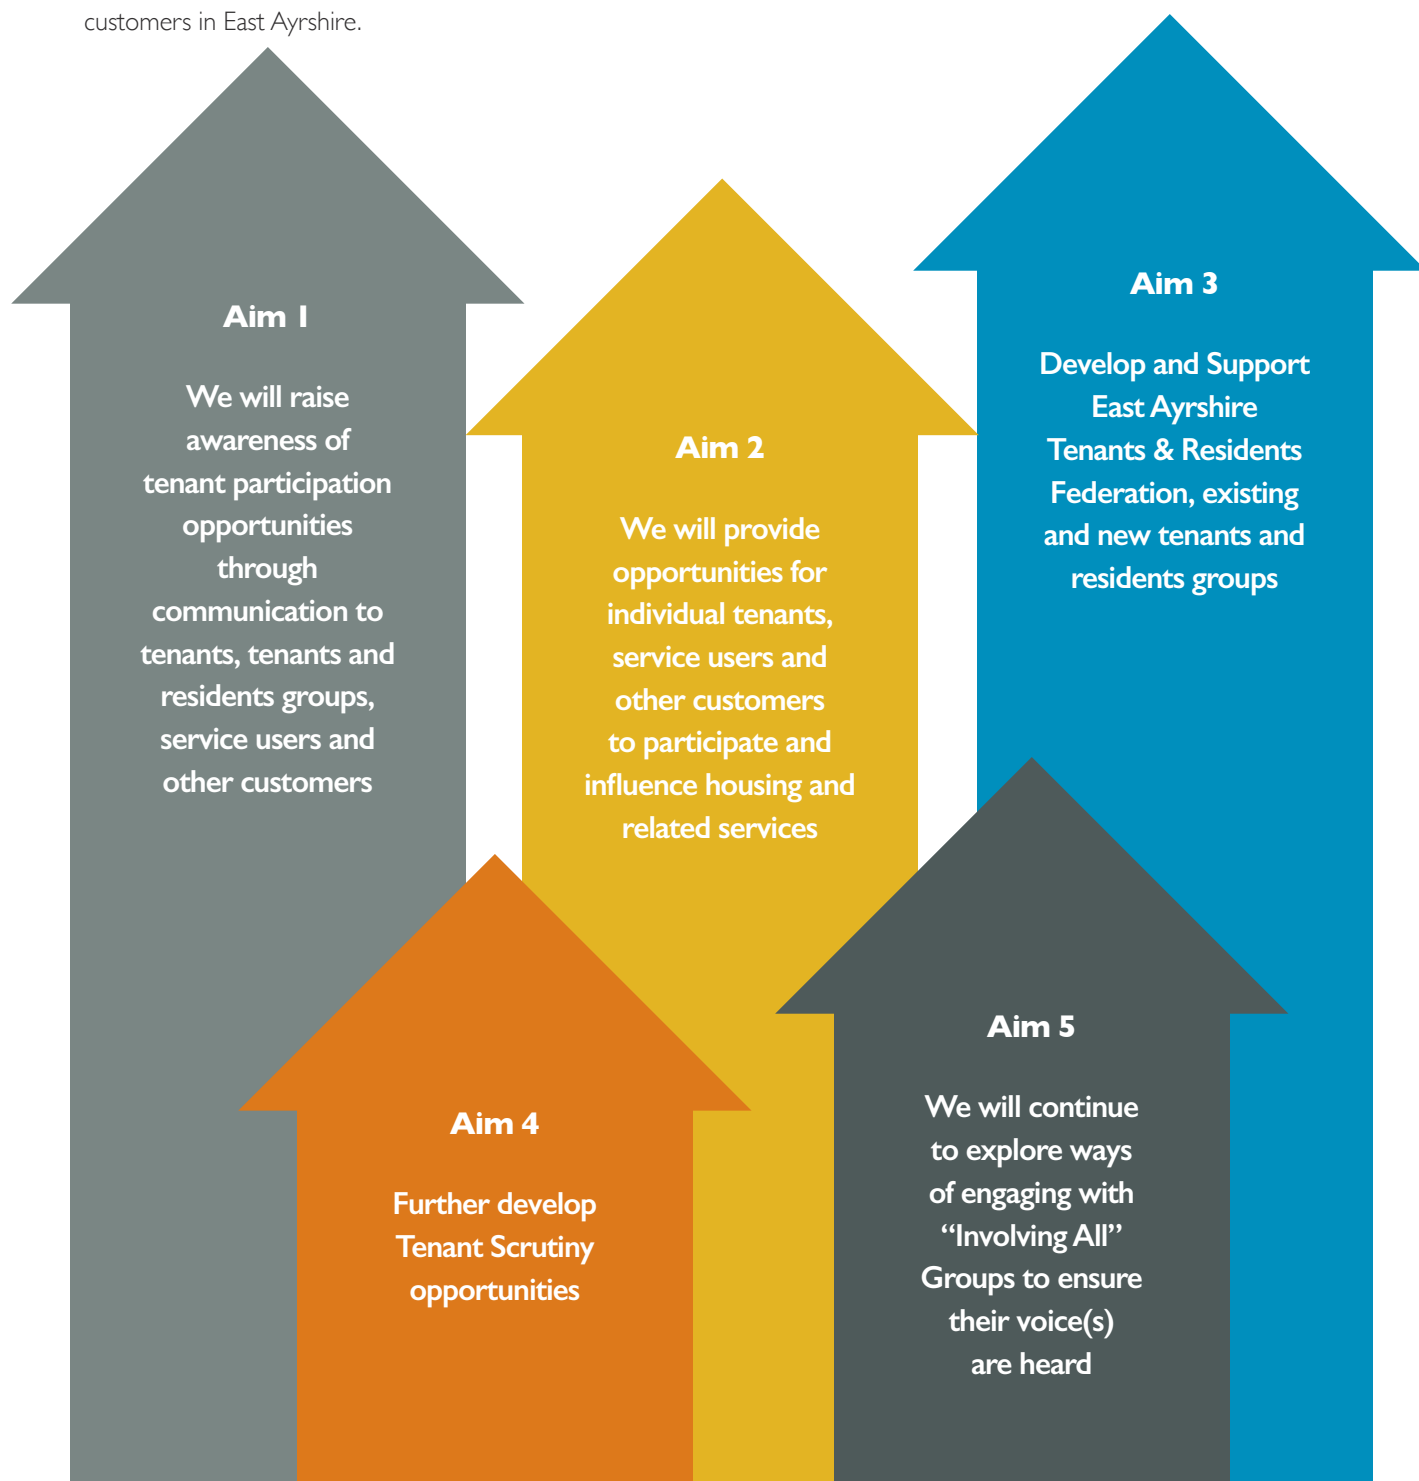 customers in East Ayrshire.
Aim 1
We will raise
awareness of
tenant participation
opportunities
through
communication to
tenants, tenants and
residents groups,
service users and
other customers
Aim 2
We will provide
opportunities for
individual tenants,
service users and
other customers
to participate and
influence housing and
related services
Aim 3
Develop and Support
East Ayrshire
Tenants & Residents
Federation, existing
and new tenants and
residents groups
Aim 4
Further develop
Tenant Scrutiny
opportunities
Aim 5
We will continue
to explore ways
of engaging with
“Involving All”
Groups to ensure
their voice(s)
are heard